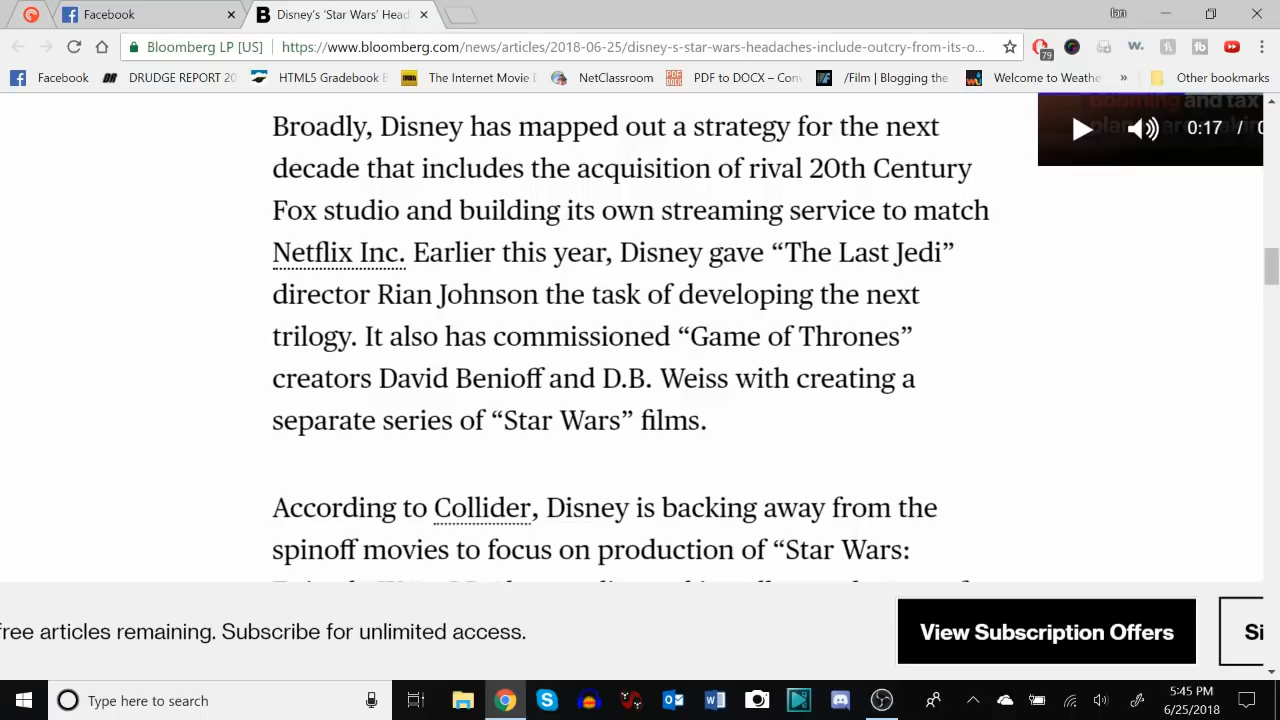 Facebook
Disney's 'Star Wars' Head
Ian
Bloomberg LP [US]
https://www.bloomberg.com/news/articles/2018-06-25/disney-s-star-wars-headaches-include-outcry-from-its-o...
79
Facebook
DRUDGE REPORT 20
HTML5 Gradebook
The Internet Movie
NetClassroom
PDF to DOCX – Con
/Film | Blogging the
Welcome to Weathe
»
Other bookmarks
booming and tax
0:17 / 0
Broadly, Disney has mapped out a strategy for the next
decade that includes the acquisition of rival 20th Century
Fox studio and building its own streaming service to match
Netflix Inc. Earlier this year, Disney gave “The Last Jedi”
director Rian Johnson the task of developing the next
trilogy. It also has commissioned “Game of Thrones”
creators David Benioff and D.B. Weiss with creating a
separate series of “Star Wars” films.
According to Collider, Disney is backing away from the
spinoff movies to focus on production of “Star Wars:
free articles remaining. Subscribe for unlimited access.
View Subscription Offers
Si
Type here to search
5:45 PM
6/25/2018